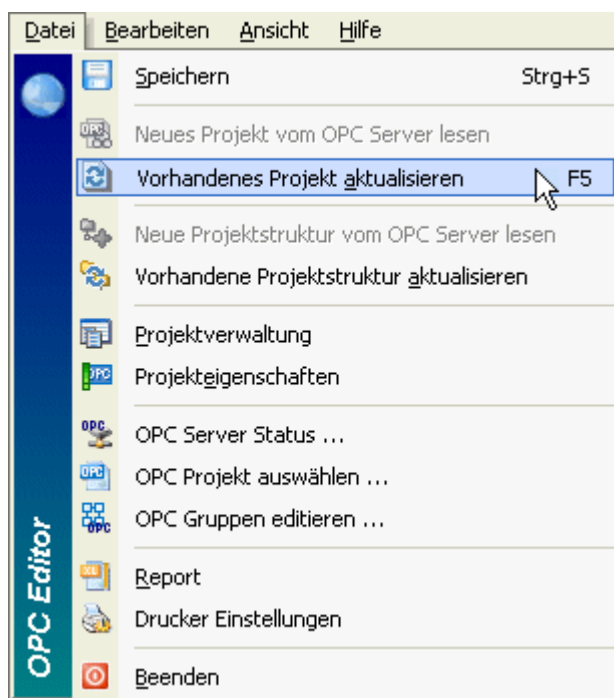 Datei Bearbeiten Ansicht Hilfe
Speichern Strg+S
Neues Projekt vom OPC Server lesen
Vorhandenes Projekt aktualisieren F5
Neue Projektstruktur vom OPC Server lesen
Vorhandene Projektstruktur aktualisieren
Projektverwaltung
Projekteigenschaften
OPC Server Status ...
OPC Projekt auswählen ...
OPC Gruppen editieren ...
Report
Drucker Einstellungen
Beenden
OPC Editor